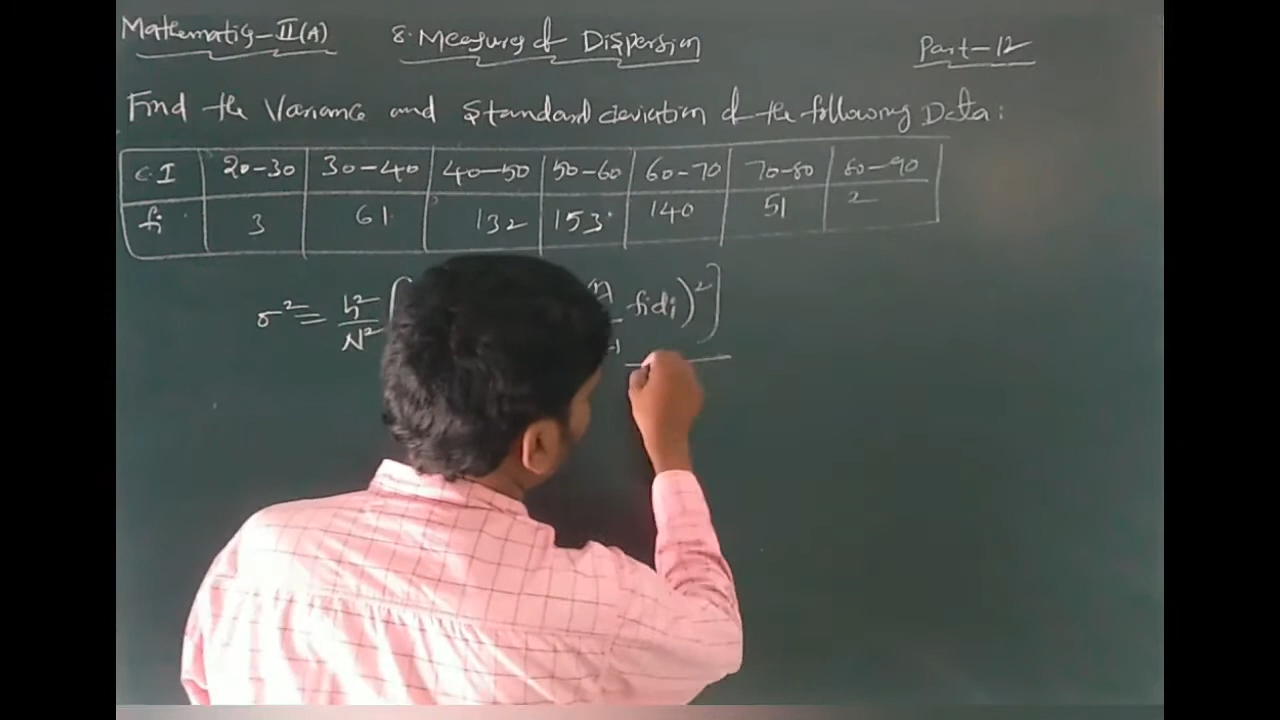 Mathematics-II(A) 8. Measures of Dispersion Part-12
Find the Variance and Standard deviation of the following Data:
C.I 20-30 30-40 40-50 50-60 60-70 70-80 80-90
fi 3 61 132 153 140 51 2
σ² = h²/N² [ fidi)²]